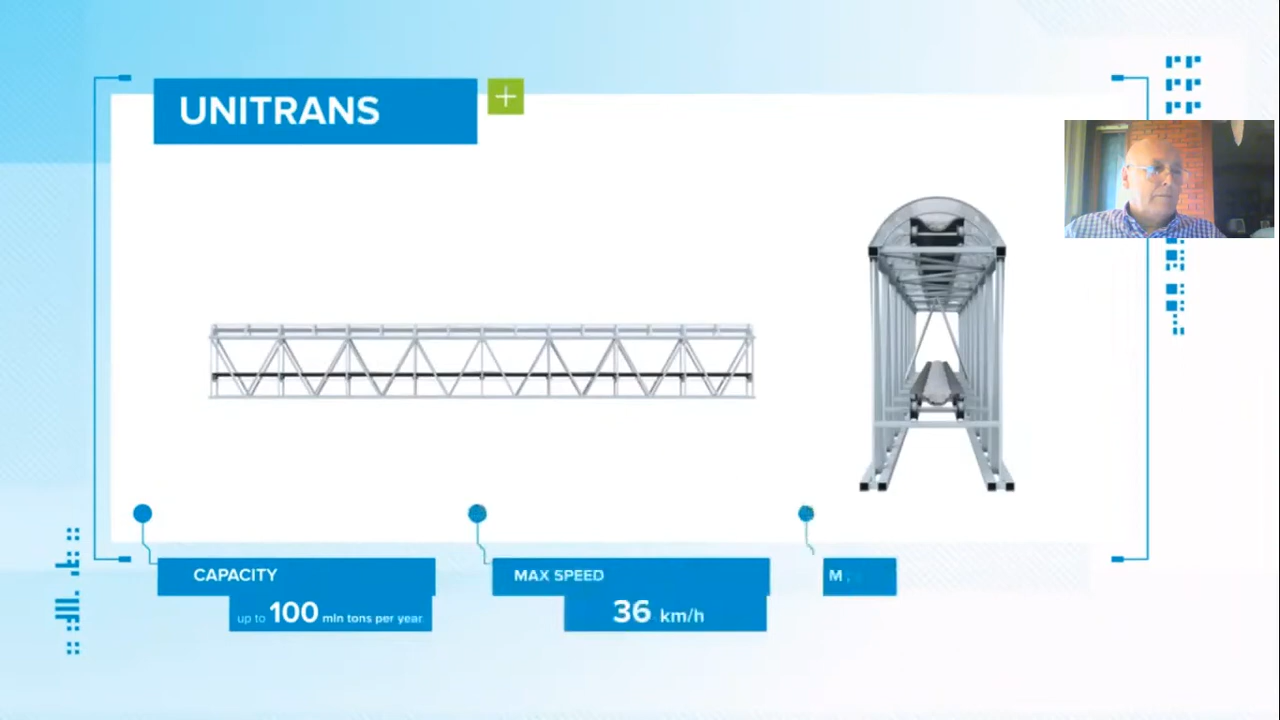 UNITRANS
CAPACITY
up to 100 mln tons per year
MAX SPEED
36 km/h
M